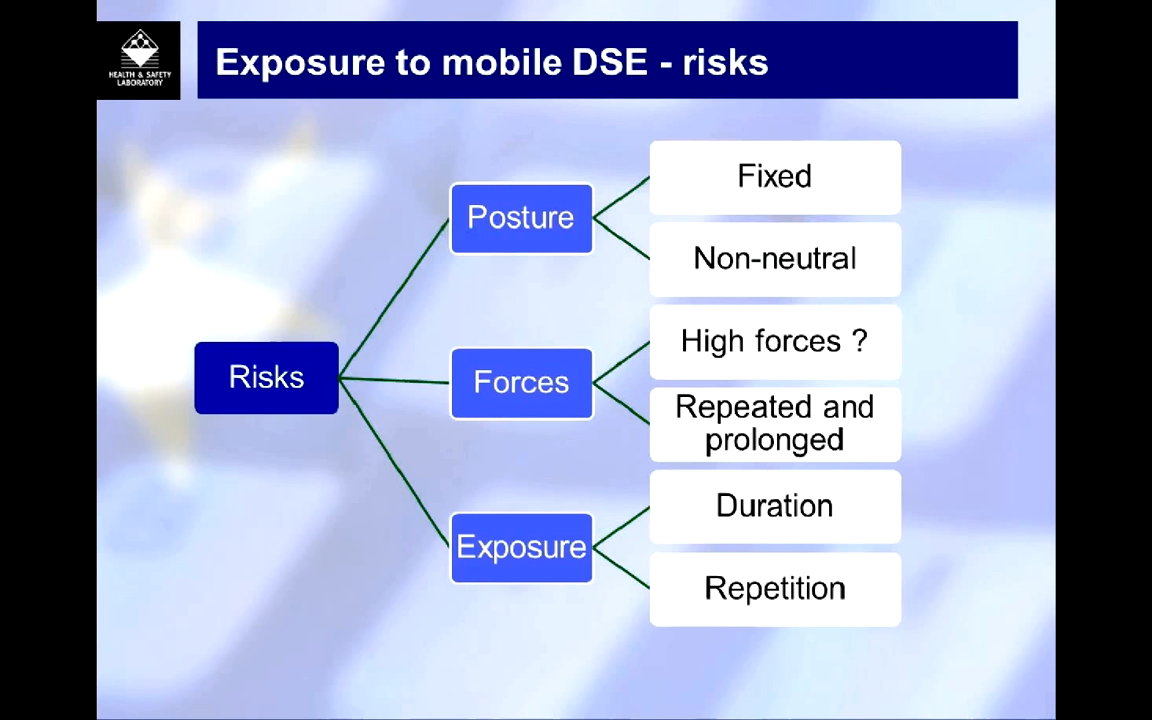 HEALTH & SAFETY
LABORATORY
Exposure to mobile DSE - risks
Risks
Posture
Fixed
Non-neutral
Forces
High forces ?
Repeated and
prolonged
Exposure
Duration
Repetition